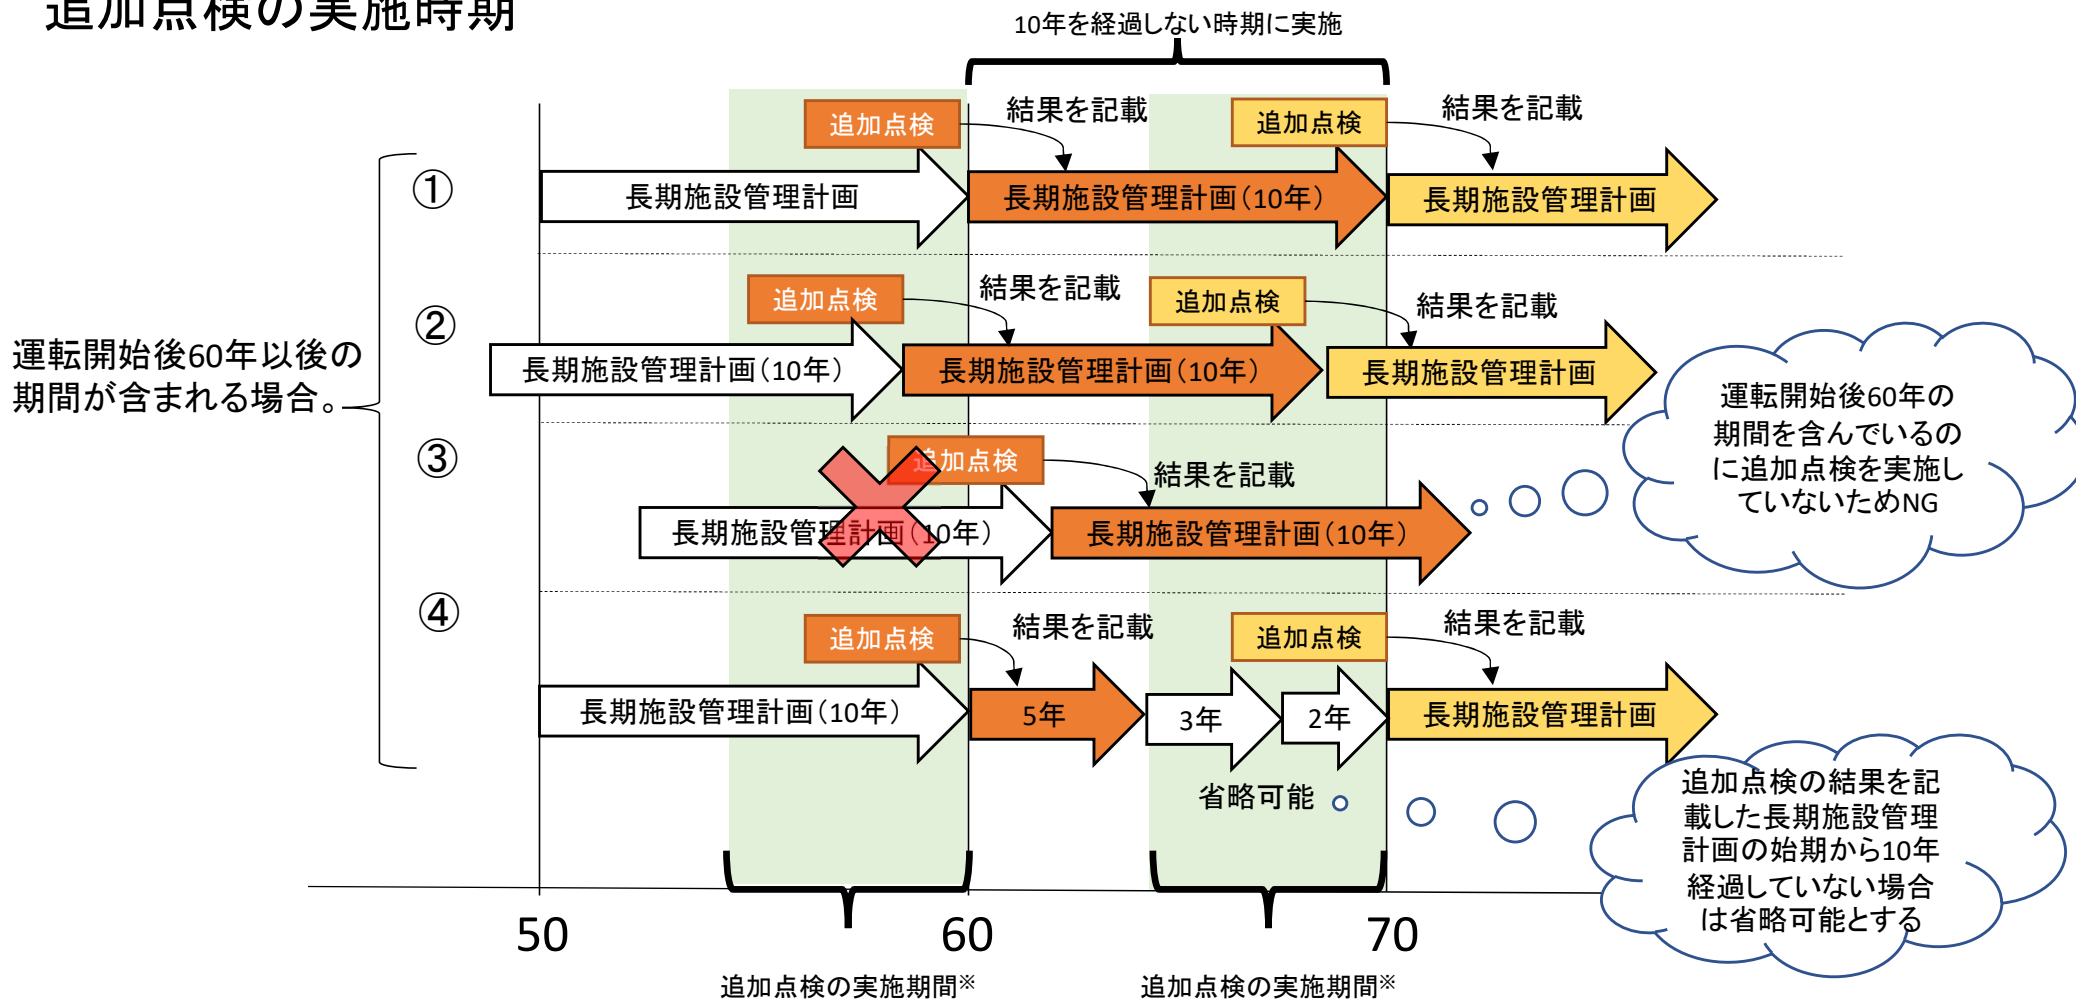 追加点検の実施時期
10年を経過しない時期に実施
追加点検
結果を記載
追加点検
結果を記載
①
長期施設管理計画
長期施設管理計画（10年）
長期施設管理計画
追加点検
結果を記載
追加点検
結果を記載
②
長期施設管理計画（10年）
長期施設管理計画（10年）
長期施設管理計画
運転開始後60年以後の
期間が含まれる場合。
運転開始後60年の
期間を含んでいるの
に追加点検を実施し
ていないためNG
③
追加点検
結果を記載
長期施設管理計画（10年）
長期施設管理計画（10年）
④
追加点検
結果を記載
追加点検
結果を記載
長期施設管理計画（10年）
5年
3年
2年
長期施設管理計画
省略可能
追加点検の結果を記
載した長期施設管理
計画の始期から10年
経過していない場合
は省略可能とする
50
60
70
追加点検の実施期間※
追加点検の実施期間※